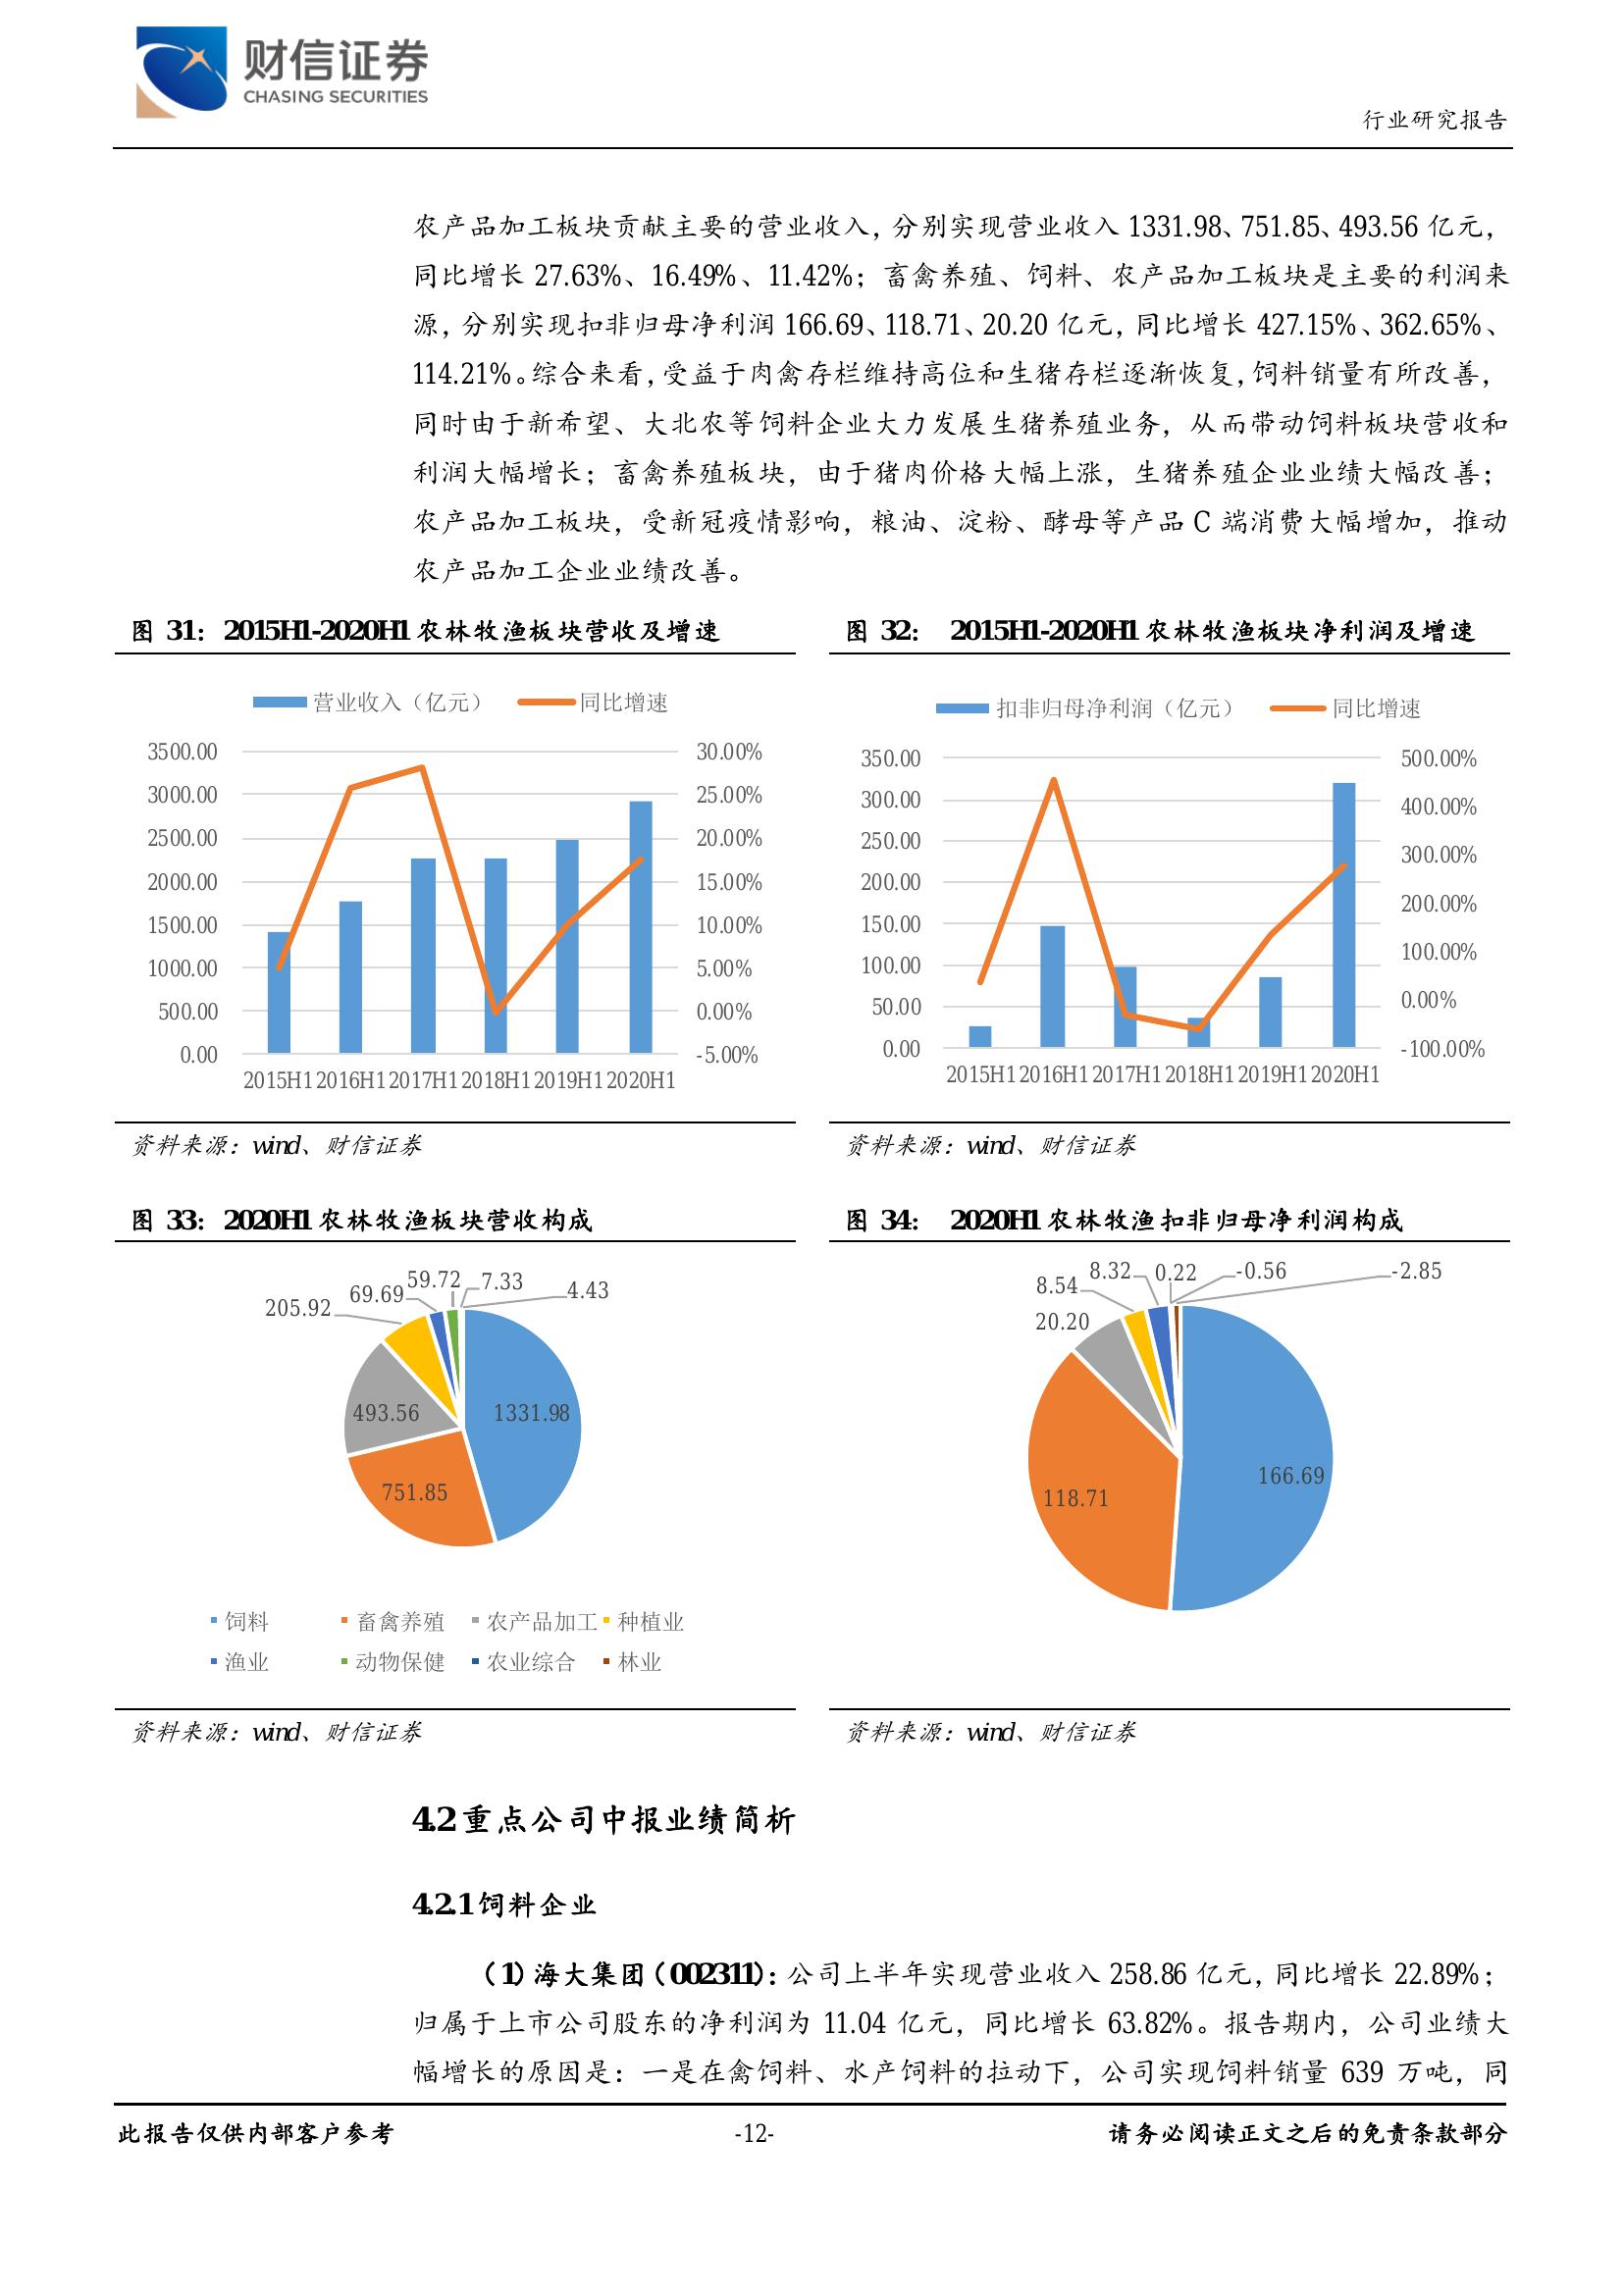 财信证券
CHASING SECURITIES
行业研究报告
农产品加工板块贡献主要的营业收入，分别实现营业收入 1331.98、751.85、493.56 亿元，
同比增长 27.63%、16.49%、11.42%；畜禽养殖、饲料、农产品加工板块是主要的利润来
源，分别实现扣非归母净利润 166.69、118.71、20.20 亿元，同比增长 427.15%、362.65%、
114.21%。综合来看，受益于肉禽存栏维持高位和生猪存栏逐渐恢复，饲料销量有所改善，
同时由于新希望、大北农等饲料企业大力发展生猪养殖业务，从而带动饲料板块营收和
利润大幅增长；畜禽养殖板块，由于猪肉价格大幅上涨，生猪养殖企业业绩大幅改善；
农产品加工板块，受新冠疫情影响，粮油、淀粉、酵母等产品 C 端消费大幅增加，推动
农产品加工企业业绩改善。
图 31： 2015H1-2020H1 农林牧渔板块营收及增速
营业收入（亿元） 同比增速
3500.00 30.00%
3000.00 25.00%
2500.00 20.00%
2000.00 15.00%
1500.00 10.00%
1000.00 5.00%
500.00 0.00%
0.00 -5.00%
2015H1 2016H1 2017H1 2018H1 2019H1 2020H1
资料来源：wind、财信证券
图 32： 2015H1-2020H1 农林牧渔板块净利润及增速
扣非归母净利润（亿元） 同比增速
350.00 500.00%
300.00 400.00%
250.00 300.00%
200.00 200.00%
150.00 100.00%
100.00 0.00%
50.00 -100.00%
0.00
2015H1 2016H1 2017H1 2018H1 2019H1 2020H1
资料来源：wind、财信证券
图 33： 2020H1 农林牧渔板块营收构成
205.92 69.69 59.72 7.33 4.43
493.56 1331.98
751.85
饲料 畜禽养殖 农产品加工 种植业
渔业 动物保健 农业综合 林业
资料来源：wind、财信证券
图 34： 2020H1 农林牧渔扣非归母净利润构成
8.54 8.32 0.22 -0.56 -2.85
20.20
166.69
118.71
资料来源：wind、财信证券
4.2 重点公司中报业绩简析
4.2.1 饲料企业
（1）海大集团（002311）：公司上半年实现营业收入 258.86 亿元，同比增长 22.89%；
归属于上市公司股东的净利润为 11.04 亿元，同比增长 63.82%。报告期内，公司业绩大
幅增长的原因是：一是在禽饲料、水产饲料的拉动下，公司实现饲料销量 639 万吨，同
此报告仅供内部客户参考 -12- 请务必阅读正文之后的免责条款部分